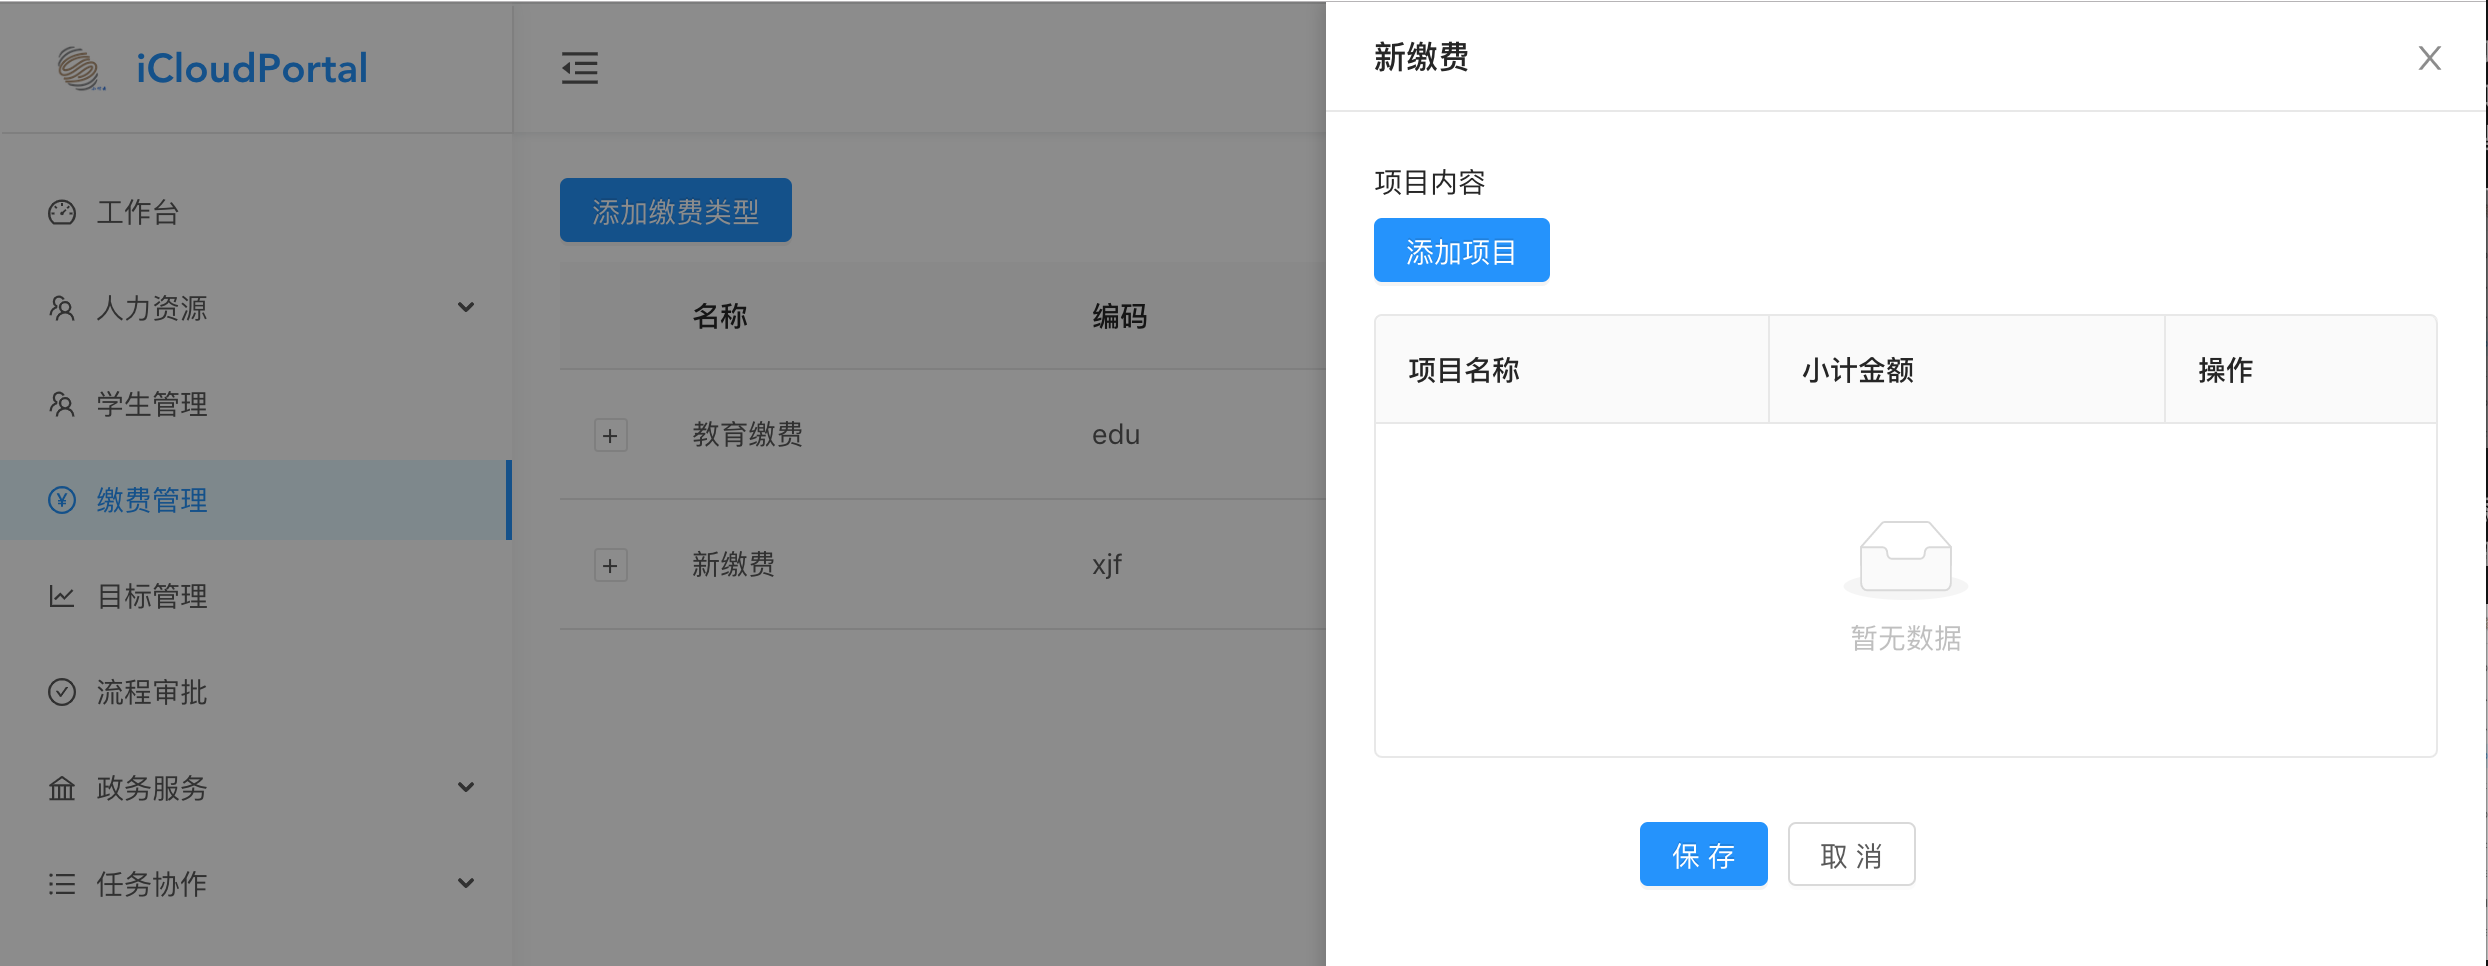 iCloudPortal
工作台
人力资源
学生管理
缴费管理
目标管理
流程审批
政务服务
任务协作
添加缴费类型
名称 编码
教育缴费 edu
新缴费 xjf
新缴费
项目内容
添加项目
项目名称 小计金额 操作
暂无数据
保 存 取 消